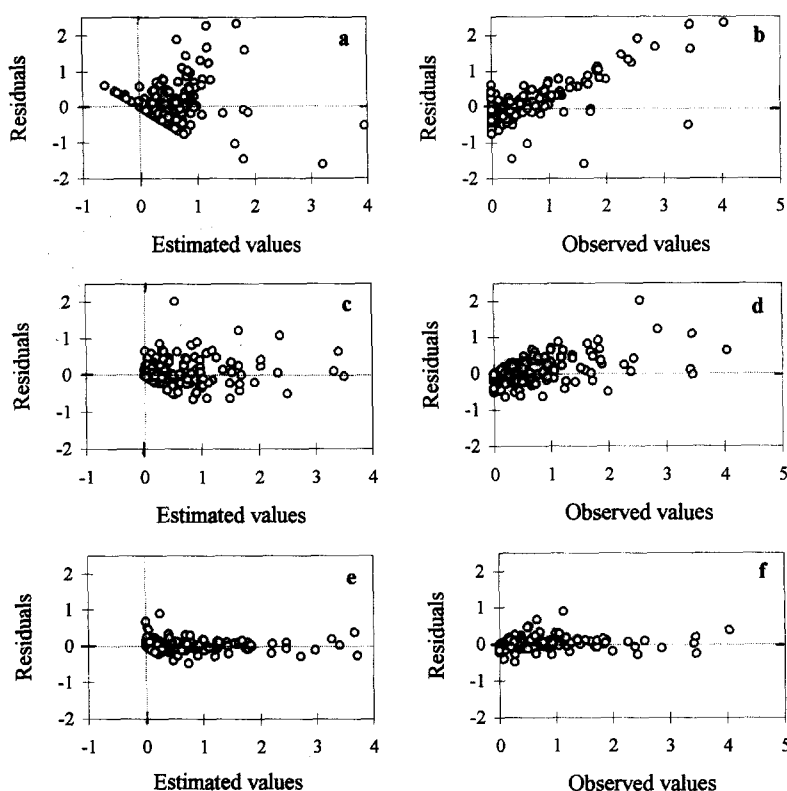 a
2
1
0
-1
-2
Residuals
-1 0 1 2 3 4
Estimated values
b
2
1
0
-1
-2
Residuals
0 1 2 3 4 5
Observed values
c
2
1
0
-1
-2
Residuals
-1 0 1 2 3 4
Estimated values
d
2
1
0
-1
-2
Residuals
0 1 2 3 4 5
Observed values
e
2
1
0
-1
-2
Residuals
-1 0 1 2 3 4
Estimated values
f
2
1
0
-1
-2
Residuals
0 1 2 3 4 5
Observed values